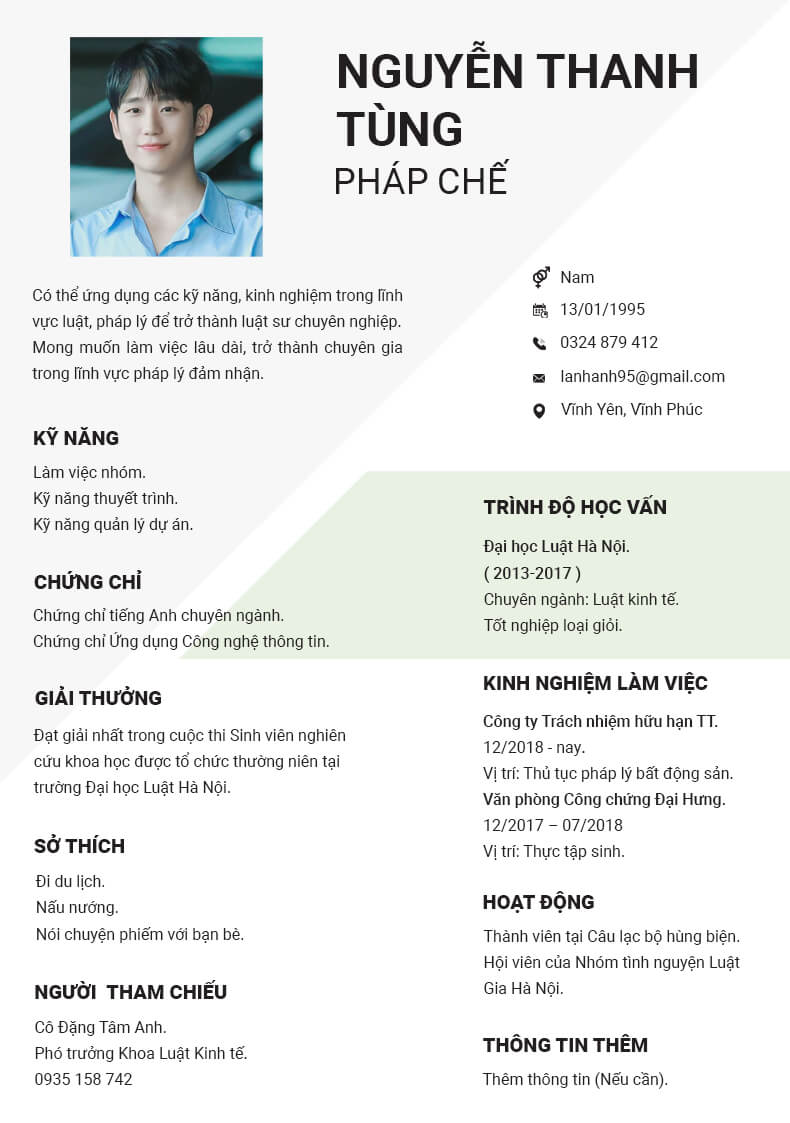 NGUYỄN THANH
TÙNG
PHÁP CHẾ
Nam
13/01/1995
0324 879 412
lanhanh95@gmail.com
Vĩnh Yên, Vĩnh Phúc
Có thể ứng dụng các kỹ năng, kinh nghiệm trong lĩnh
vực luật, pháp lý để trở thành luật sư chuyên nghiệp.
Mong muốn làm việc lâu dài, trở thành chuyên gia
trong lĩnh vực pháp lý đảm nhận.
KỸ NĂNG
Làm việc nhóm.
Kỹ năng thuyết trình.
Kỹ năng quản lý dự án.
CHỨNG CHỈ
Chứng chỉ tiếng Anh chuyên ngành.
Chứng chỉ Ứng dụng Công nghệ thông tin.
GIẢI THƯỞNG
Đạt giải nhất trong cuộc thi Sinh viên nghiên
cứu khoa học được tổ chức thường niên tại
trường Đại học Luật Hà Nội.
SỞ THÍCH
Đi du lịch.
Nấu nướng.
Nói chuyện phiếm với bạn bè.
NGƯỜI THAM CHIẾU
Cô Đặng Tâm Anh.
Phó trưởng Khoa Luật Kinh tế.
0935 158 742
TRÌNH ĐỘ HỌC VẤN
Đại học Luật Hà Nội.
( 2013-2017 )
Chuyên ngành: Luật kinh tế.
Tốt nghiệp loại giỏi.
KINH NGHIỆM LÀM VIỆC
Công ty Trách nhiệm hữu hạn TT.
12/2018 - nay.
Vị trí: Thủ tục pháp lý bất động sản.
Văn phòng Công chứng Đại Hưng.
12/2017 – 07/2018
Vị trí: Thực tập sinh.
HOẠT ĐỘNG
Thành viên tại Câu lạc bộ hùng biện.
Hội viên của Nhóm tình nguyện Luật
Gia Hà Nội.
THÔNG TIN THÊM
Thêm thông tin (Nếu cần).